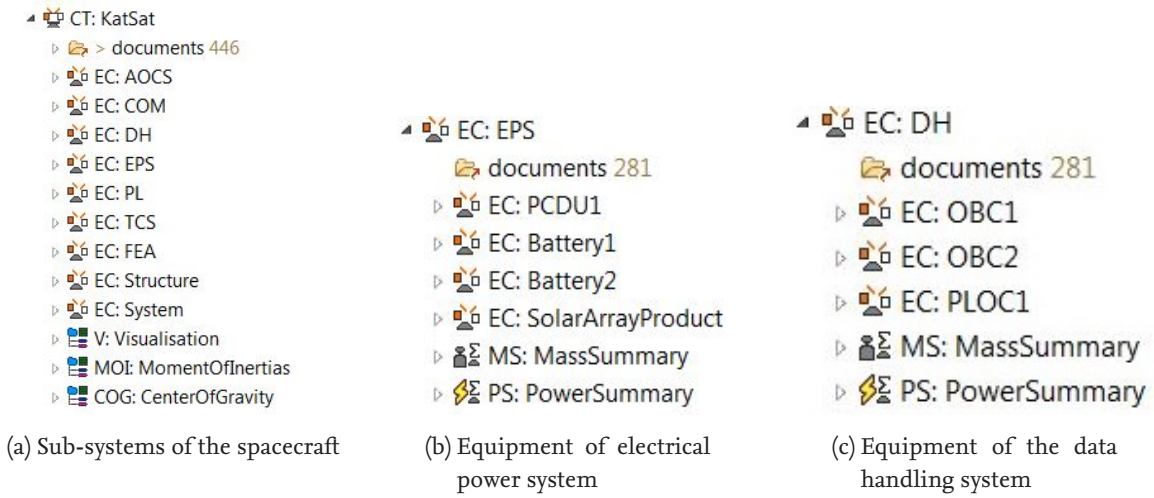 CT: KatSat
> documents 446
EC: AOCS
EC: COM
EC: DH
EC: EPS
EC: PL
EC: TCS
EC: FEA
EC: Structure
EC: System
V: Visualisation
MOI: MomentOfInertias
COG: CenterOfGravity
(a) Sub-systems of the spacecraft
EC: EPS
documents 281
EC: PCDU1
EC: Battery1
EC: Battery2
EC: SolarArrayProduct
MS: MassSummary
PS: PowerSummary
(b) Equipment of electrical
power system
EC: DH
documents 281
EC: OBC1
EC: OBC2
EC: PLOC1
MS: MassSummary
PS: PowerSummary
(c) Equipment of the data
handling system